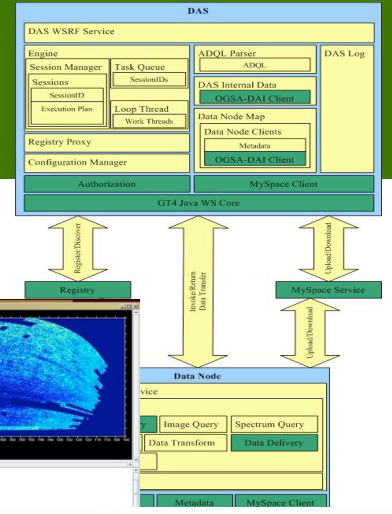 DAS
DAS WSRF Service
Engine
Session Manager
Sessions
SessionID
Execution Plan
Task Queue
SessionIDs
Loop Thread
Work Threads
Registry Proxy
Configuration Manager
ADQL Parser
ADQL
DAS Internal Data
OGSA-DAI Client
Data Node Map
Data Node Clients
Metadata
OGSA-DAI Client
DAS Log
Authorization
MySpace Client
GT4 Java WS Core
Register/Discover
Invoke/Return
Data Transfer
Upload/Download
Registry
MySpace Service
Upload/Download
Data Node
Image Query
Spectrum Query
Data Transform
Data Delivery
Metadata
MySpace Client